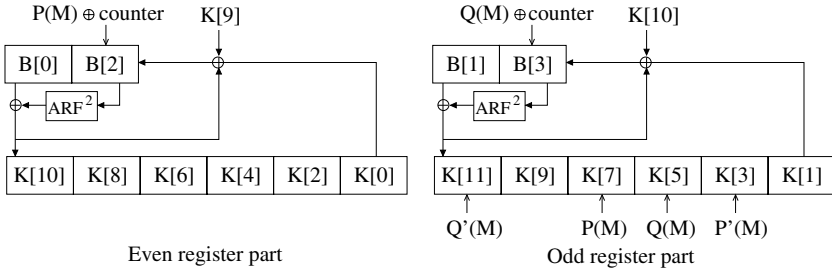 P(M) ⊕ counter K[9] Q(M) ⊕ counter K[10]
B[0] B[2] B[1] B[3]
ARF² ARF²
K[10] K[8] K[6] K[4] K[2] K[0] K[11] K[9] K[7] K[5] K[3] K[1]
Q'(M) P(M) Q(M) P'(M)
Even register part Odd register part